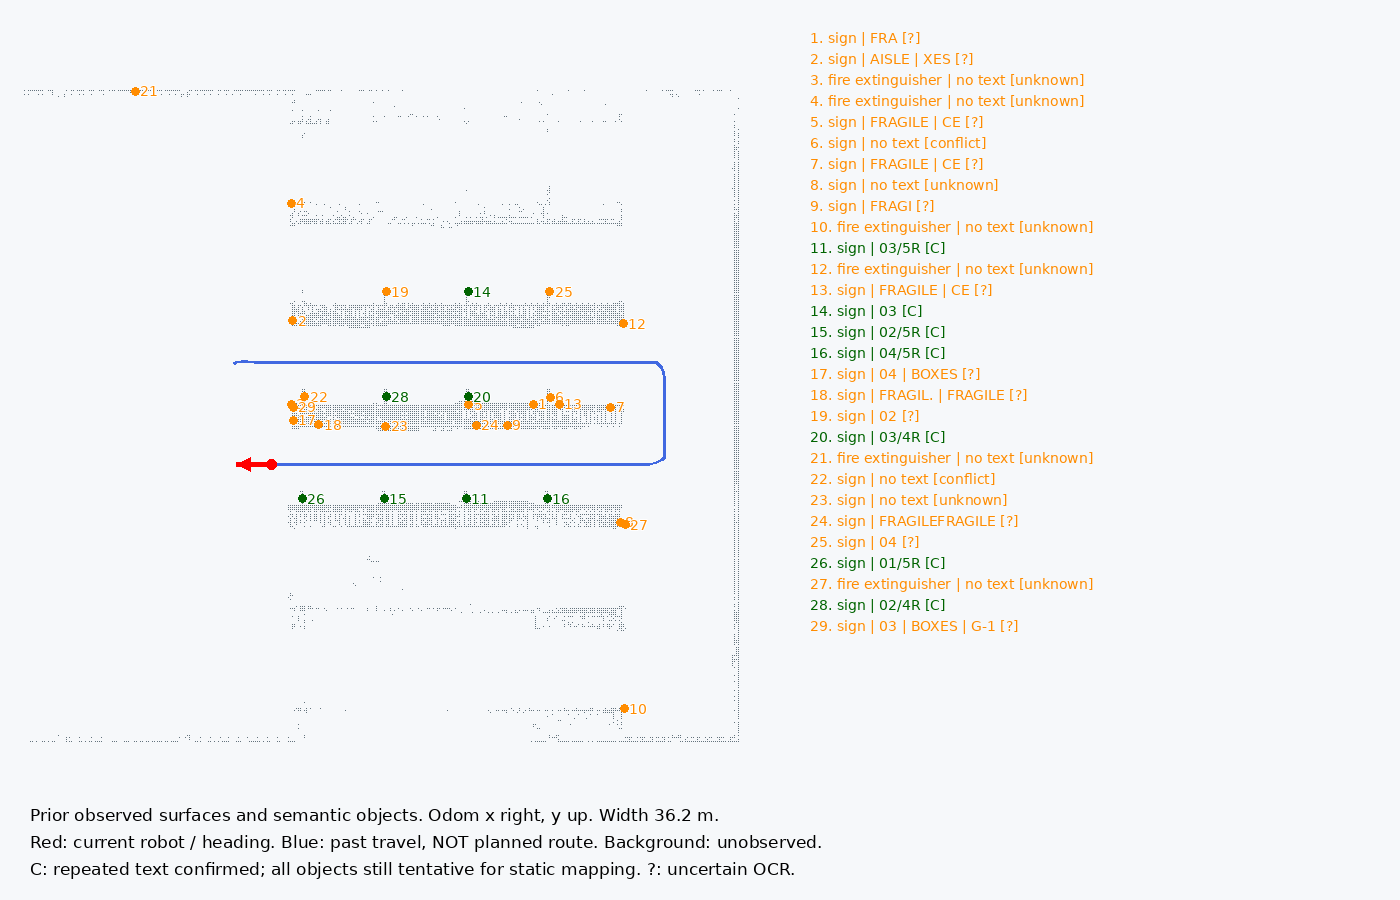 1. sign | FRA [?]
2. sign | AISLE | XES [?]
3. fire extinguisher | no text [unknown]
4. fire extinguisher | no text [unknown]
5. sign | FRAGILE | CE [?]
6. sign | no text [conflict]
7. sign | FRAGILE | CE [?]
8. sign | no text [unknown]
9. sign | FRAGI [?]
10. fire extinguisher | no text [unknown]
11. sign | 03/5R [C]
12. fire extinguisher | no text [unknown]
13. sign | FRAGILE | CE [?]
14. sign | 03 [C]
15. sign | 02/5R [C]
16. sign | 04/5R [C]
17. sign | 04 | BOXES [?]
18. sign | FRAGIL. | FRAGILE [?]
19. sign | 02 [?]
20. sign | 03/4R [C]
21. fire extinguisher | no text [unknown]
22. sign | no text [conflict]
23. sign | no text [unknown]
24. sign | FRAGILEFRAGILE [?]
25. sign | 04 [?]
26. sign | 01/5R [C]
27. fire extinguisher | no text [unknown]
28. sign | 02/4R [C]
29. sign | 03 | BOXES | G-1 [?]
21
4
19 14 25
2 12
22 28 20 6
29 1 13 7
17 18 23 24 9
26 15 11 16
27
10
Prior observed surfaces and semantic objects. Odom x right, y up. Width 36.2 m.
Red: current robot / heading. Blue: past travel, NOT planned route. Background: unobserved.
C: repeated text confirmed; all objects still tentative for static mapping. ?: uncertain OCR.